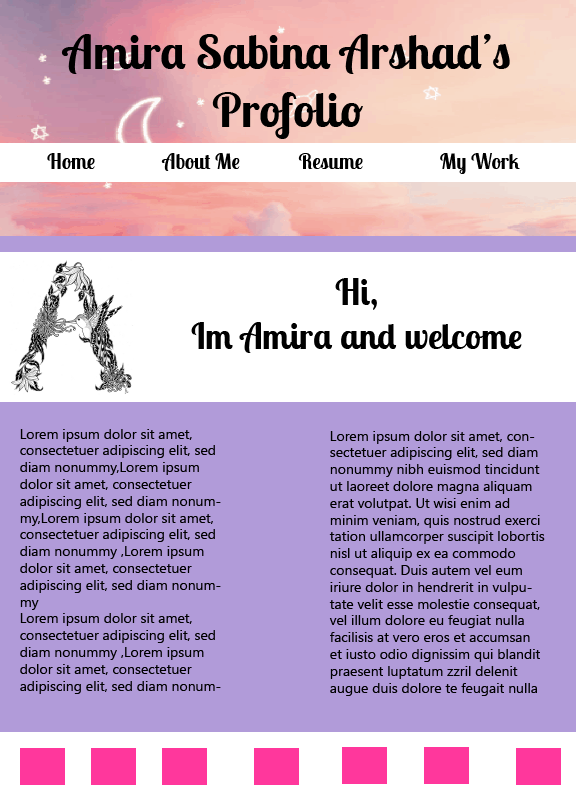 Amira Sabina Arshad's
Profolio
Home About Me Resume My Work
A
Hi,
Im Amira and welcome
Lorem ipsum dolor sit amet,
consectetuer adipiscing elit, sed
diam nonummy,Lorem ipsum
dolor sit amet, consectetuer
adipiscing elit, sed diam nonum-
my,Lorem ipsum dolor sit amet,
consectetuer adipiscing elit, sed
diam nonummy ,Lorem ipsum
dolor sit amet, consectetuer
adipiscing elit, sed diam nonum-
my
Lorem ipsum dolor sit amet,
consectetuer adipiscing elit, sed
diam nonummy ,Lorem ipsum
dolor sit amet, consectetuer
adipiscing elit, sed diam nonum-
Lorem ipsum dolor sit amet, con-
sectetuer adipiscing elit, sed diam
nonummy nibh euismod tincidunt
ut laoreet dolore magna aliquam
erat volutpat. Ut wisi enim ad
minim veniam, quis nostrud exerci
tation ullamcorper suscipit lobortis
nisl ut aliquip ex ea commodo
consequat. Duis autem vel eum
iriure dolor in hendrerit in vulpu-
tate velit esse molestie consequat,
vel illum dolore eu feugiat nulla
facilisis at vero eros et accumsan
et iusto odio dignissim qui blandit
praesent luptatum zzril delenit
augue duis dolore te feugait nulla